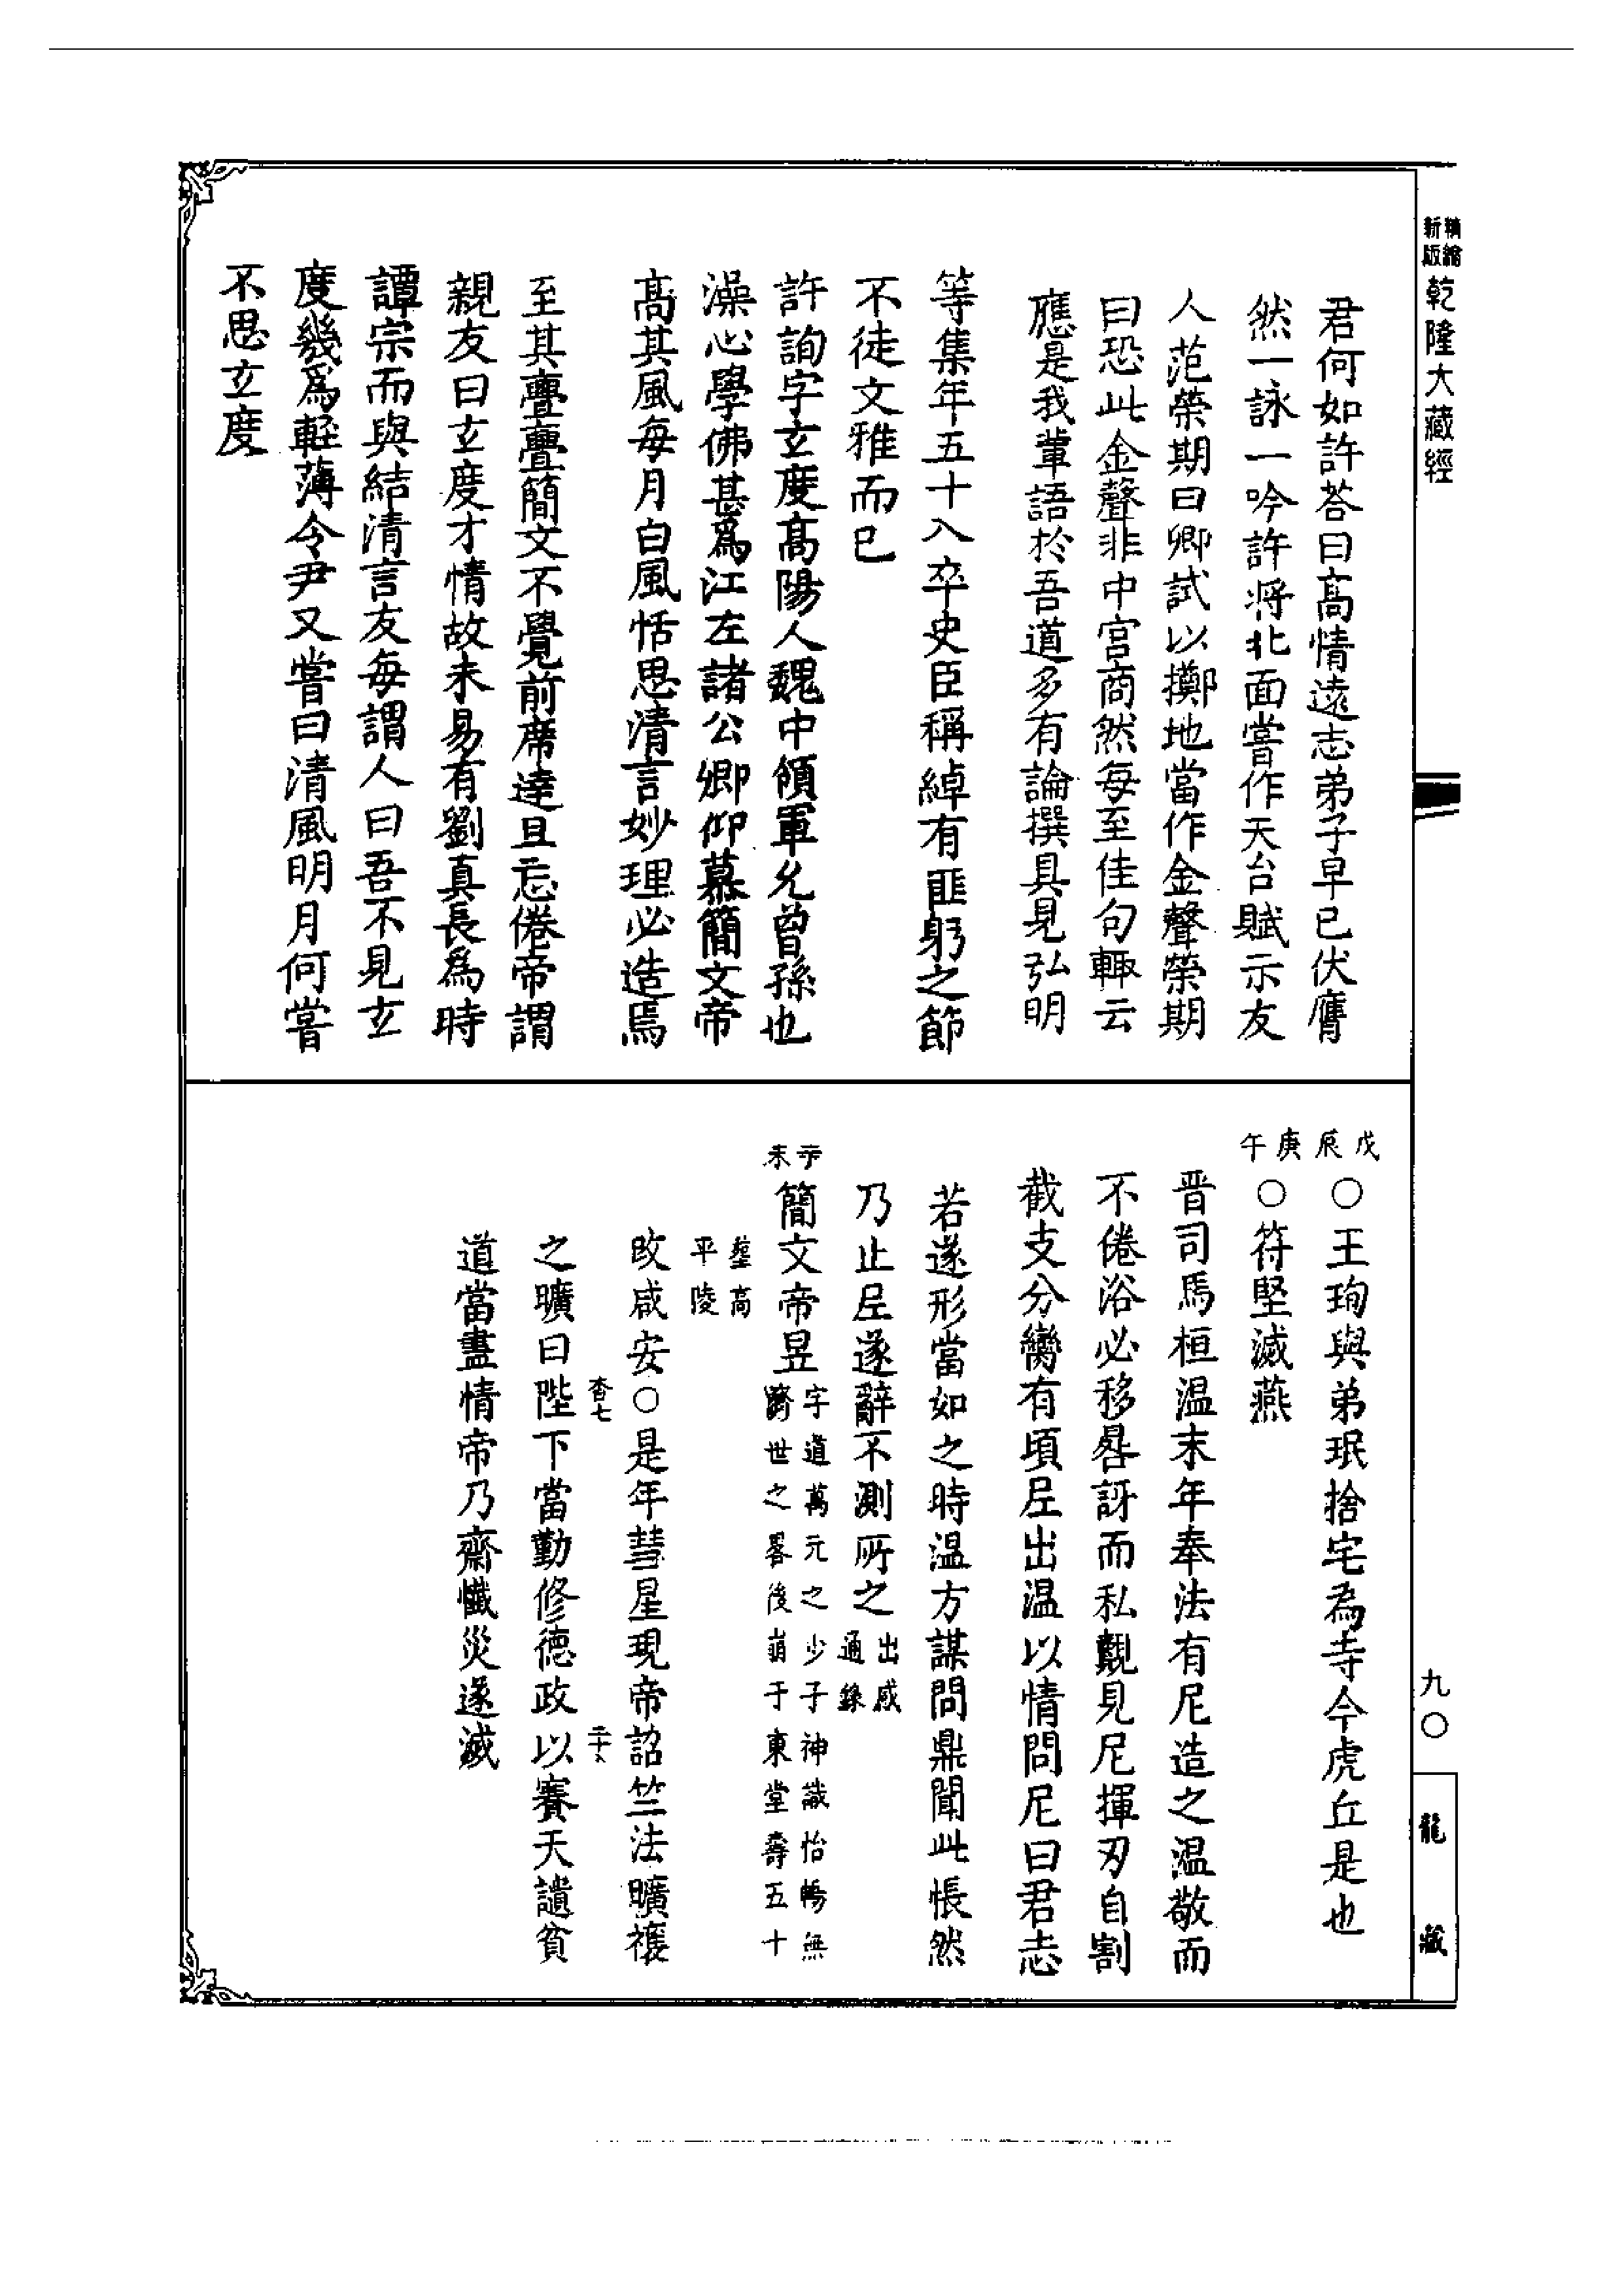 精縮
新版
乾隆大藏經
君何如許荅曰高情遠志弟子早已伏膺
然一詠一吟許將北面嘗作天台賦示友
人范榮期曰卿試以擲地當作金聲榮期
曰恐此金聲非中宮商然每至佳句輒云
應是我輩語於吾道多有論撰具見弘明
等集年五十入卒史臣稱綽有匪躬之節
不徒文雅而已
許詢字玄度高陽人魏中領軍允曾孫也
澡心學佛甚爲江左諸公卿仰慕簡文帝
高其風每月白風恬思清言妙理必造焉
至其亹亹簡文不覺前席達旦忘倦帝謂
親友曰玄度才情故未易有劉真長爲時
譚宗而與結清言友每謂人曰吾不見玄
度幾爲輕薄令尹又嘗曰清風明月何嘗
不思玄度
九〇
龍藏
戊辰〇王珣與弟珉捨宅為寺今虎丘是也
庚午〇符堅滅燕
晋司馬桓温末年奉法有尼造之温敬而
不倦浴必移晷訝而私覿見尼揮刃自割
截支分臠有頃尼出温以情問尼曰君志
若遂形當如之時温方謀問鼎聞此悵然
乃止尼遂辭不測所之
出感
通錄
簡文帝昱
字道萬元之少子神識怡暢無
濟世之畧後崩于東堂壽五十
葬高
平陵
改咸安〇是年彗星現帝詔竺法曠禳
之曠曰陛下當勤修德政以賽天譴貧
道當盡情帝乃齋懺災遂滅